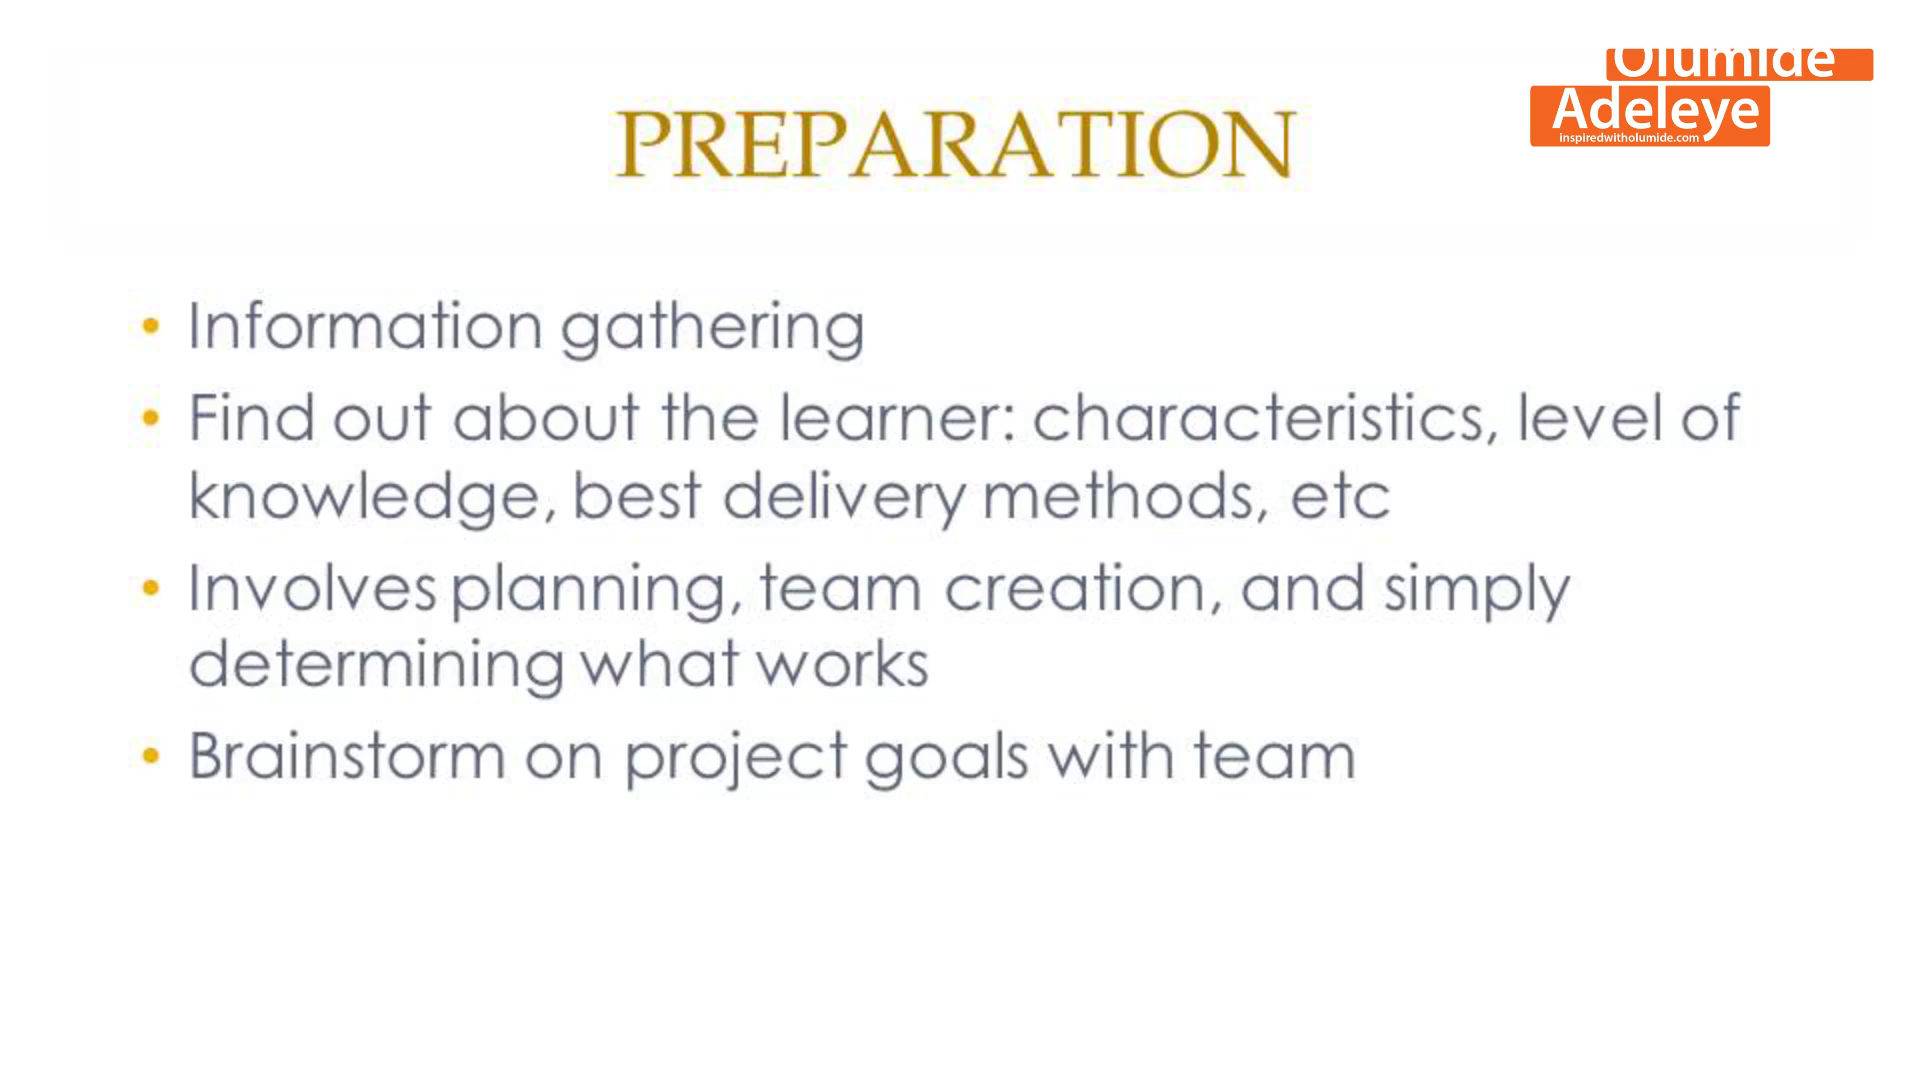 Olumide
Adeleye
inspiredwitholumide.com
PREPARATION
• Information gathering
• Find out about the learner: characteristics, level of
knowledge, best delivery methods, etc
• Involves planning, team creation, and simply
determining what works
• Brainstorm on project goals with team